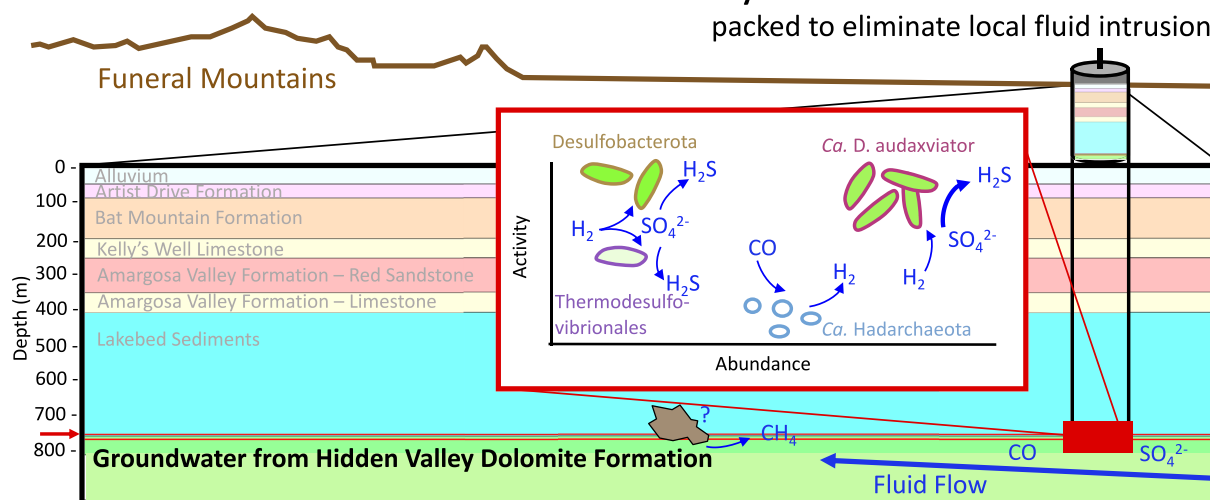 packed to eliminate local fluid intrusion
Funeral Mountains
Desulfobacterota
Ca. D. audaxviator
H₂S
H₂S
H₂
SO₄²⁻
SO₄²⁻
CO
H₂
H₂
H₂S
Thermodesulfo-
vibrionales
Ca. Hadarchaeota
Activity
Abundance
Depth (m)
0 -
Alluvium
Artist Drive Formation
100 -
Bat Mountain Formation
200 -
Kelly's Well Limestone
300 -
Amargosa Valley Formation – Red Sandstone
Amargosa Valley Formation – Limestone
400 -
Lakebed Sediments
500 -
600 -
700 -
?
CH₄
800 -
Groundwater from Hidden Valley Dolomite Formation
CO
SO₄²⁻
Fluid Flow